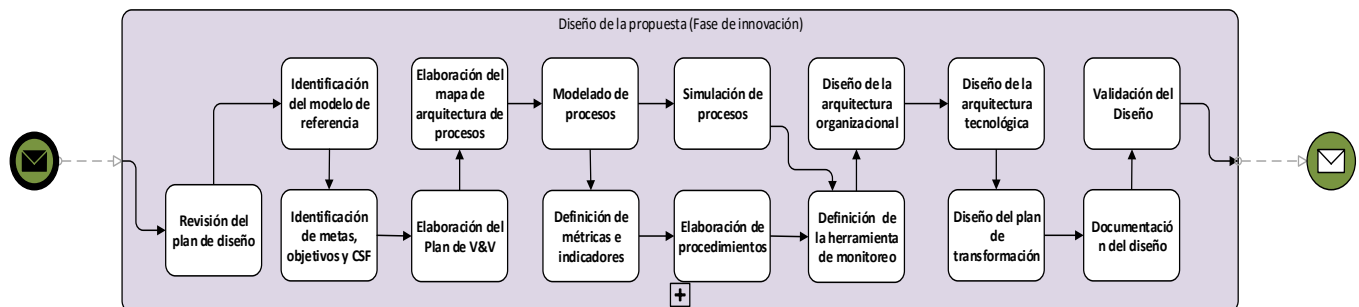 Diseño de la propuesta (Fase de innovación)
Revisión del
plan de diseño
Identificación
del modelo de
referencia
Identificación
de metas,
objetivos y CSF
Elaboración del
Plan de V&V
Elaboración del
mapa de
arquitectura de
procesos
Modelado de
procesos
Definición de
métricas e
indicadores
Simulación de
procesos
Elaboración de
procedimientos
Definición de
la herramienta
de monitoreo
Diseño de la
arquitectura
organizacional
Diseño de la
arquitectura
tecnológica
Diseño del plan
de
transformación
Documentació
n del diseño
Validación del
Diseño